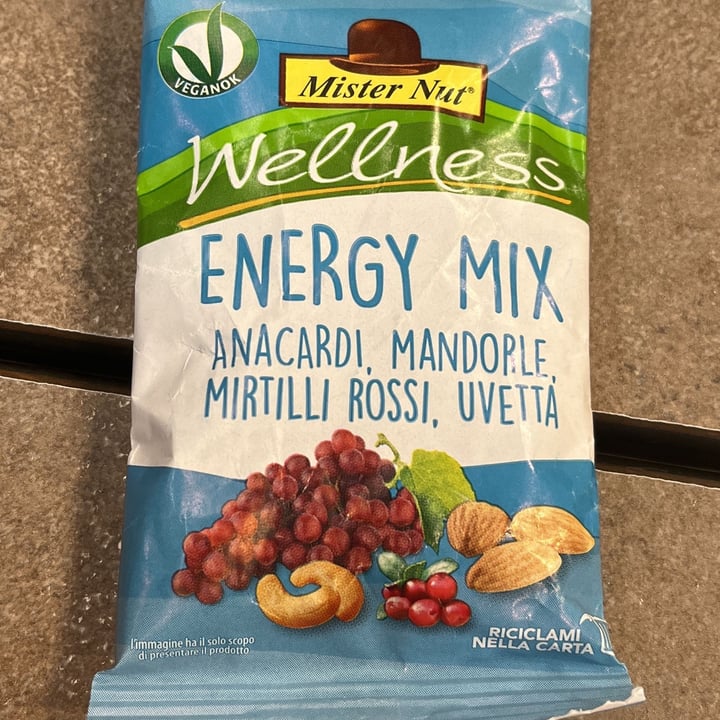 VEGANOK
Mister Nut®
Wellness
ENERGY MIX
ANACARDI, MANDORLE,
MIRTILLI ROSSI, UVETTA
l'immagine ha il solo scopo
di presentare il prodotto
RICICLAMI
NELLA CARTA